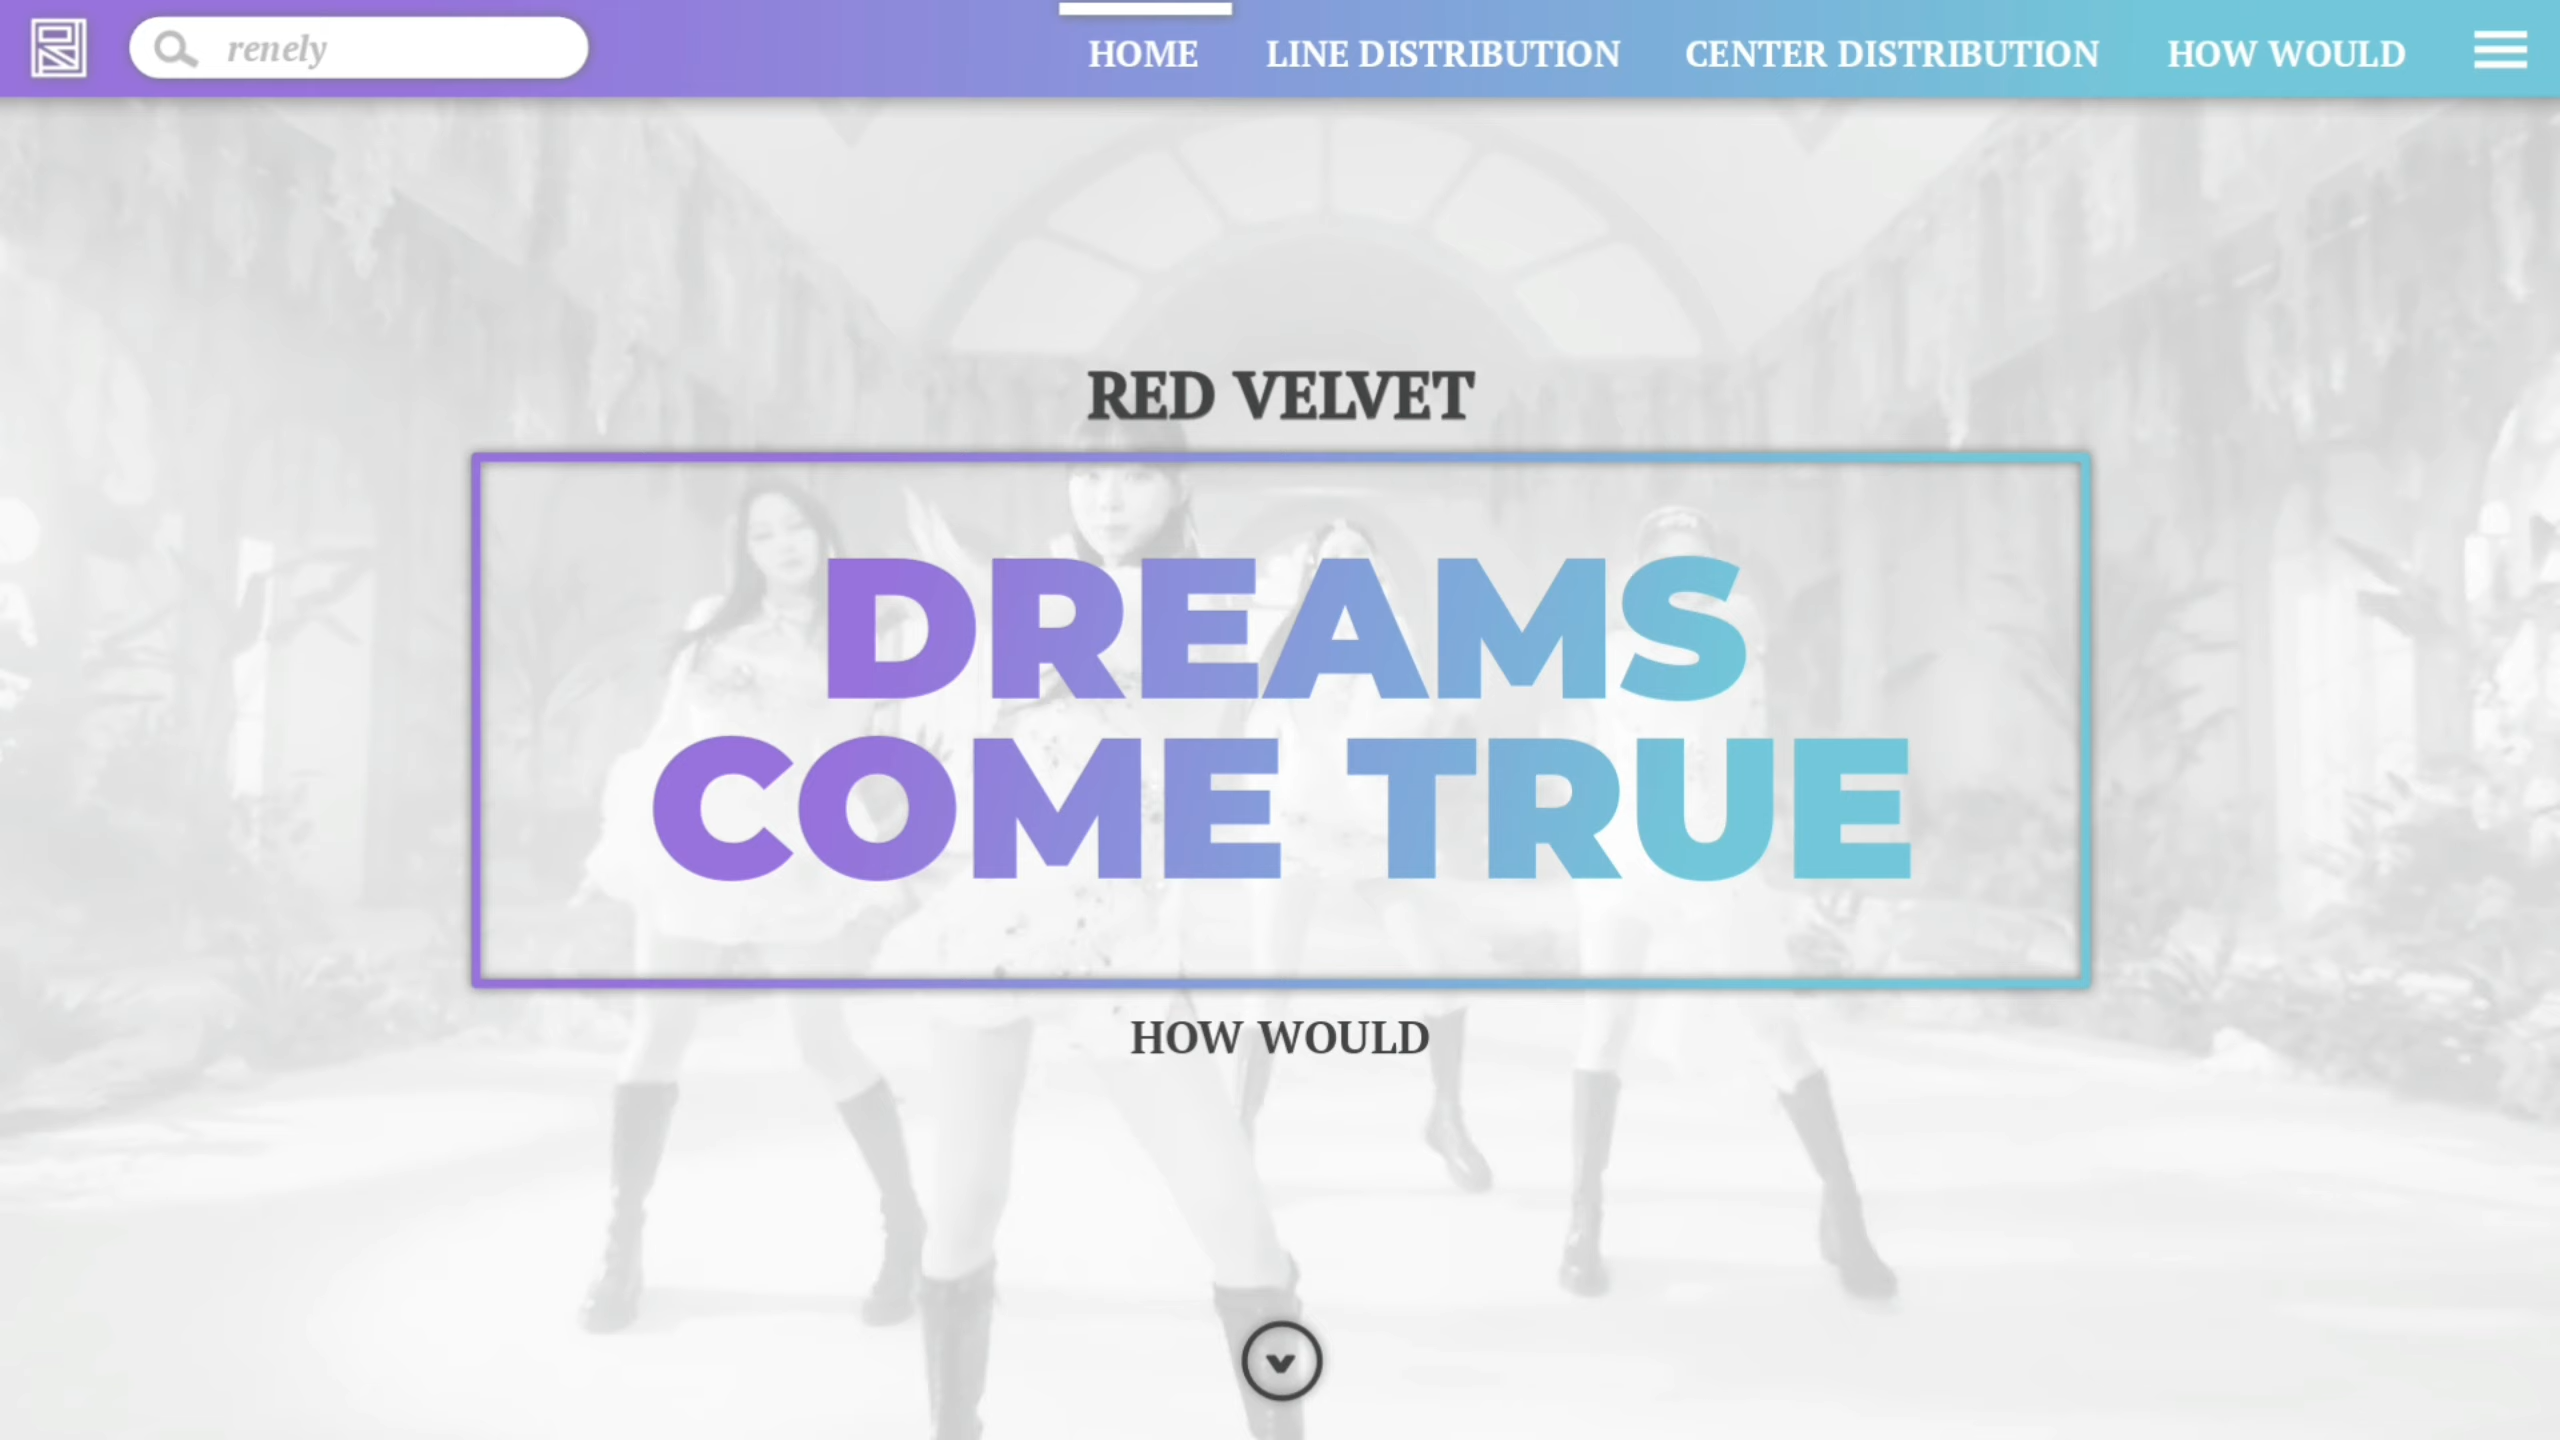 renely
HOME
LINE DISTRIBUTION
CENTER DISTRIBUTION
HOW WOULD
RED VELVET
DREAMS
COME TRUE
HOW WOULD